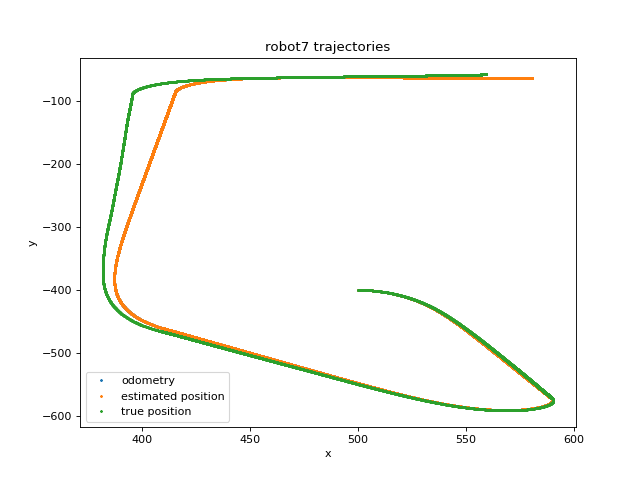 robot7 trajectories
−100
−200
−300
−400
−500
−600
y
odometry
estimated position
true position
400
450
500
550
600
x